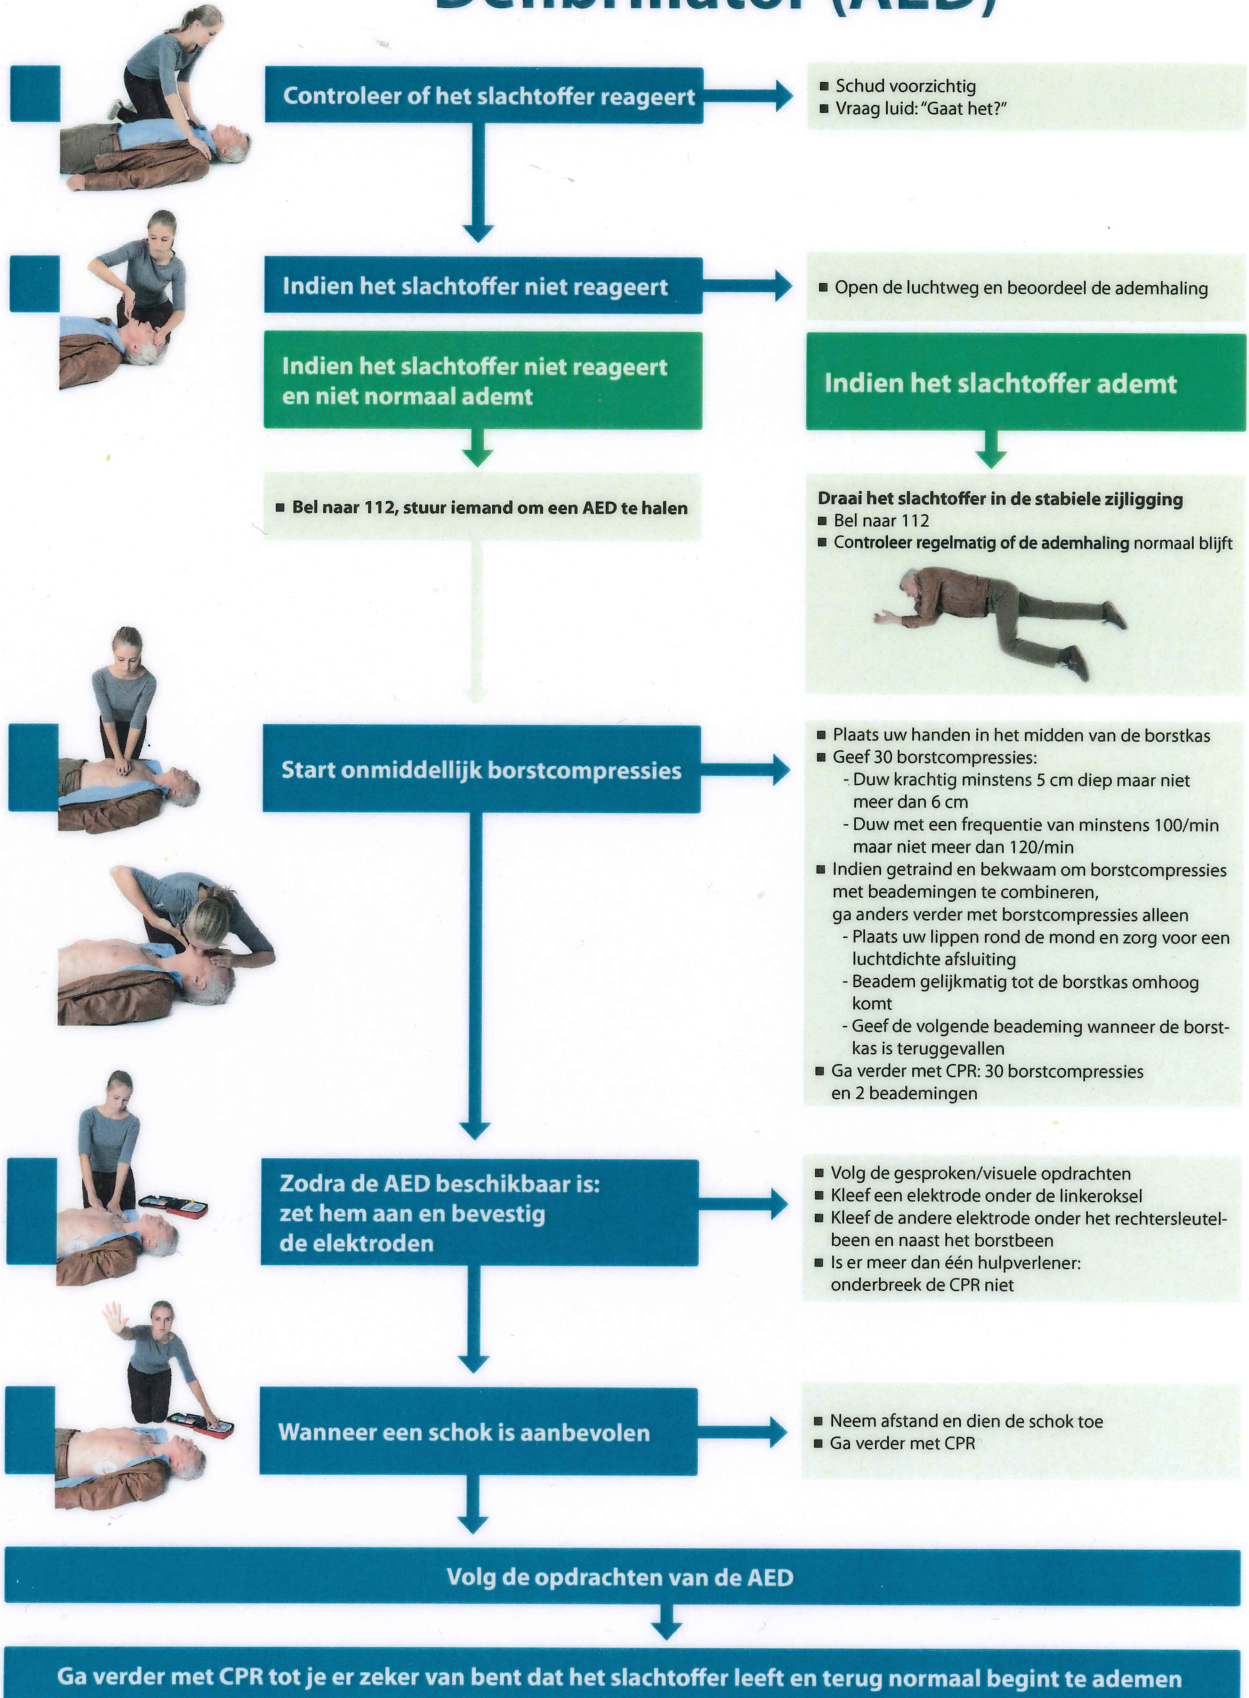 Defibrillator (AED)
Controleer of het slachtoffer reageert
■ Schud voorzichtig
■ Vraag luid: “Gaat het?”
Indien het slachtoffer niet reageert
■ Open de luchtweg en beoordeel de ademhaling
Indien het slachtoffer niet reageert
en niet normaal ademt
Indien het slachtoffer ademt
■ Bel naar 112, stuur iemand om een AED te halen
Draai het slachtoffer in de stabiele zijligging
■ Bel naar 112
■ Controleer regelmatig of de ademhaling normaal blijft
Start onmiddellijk borstcompressies
■ Plaats uw handen in het midden van de borstkas
■ Geef 30 borstcompressies:
- Duw krachtig minstens 5 cm diep maar niet
meer dan 6 cm
- Duw met een frequentie van minstens 100/min
maar niet meer dan 120/min
■ Indien getraind en bekwaam om borstcompressies
met beademingen te combineren,
ga anders verder met borstcompressies alleen
- Plaats uw lippen rond de mond en zorg voor een
luchtdichte afsluiting
- Beadem gelijkmatig tot de borstkas omhoog
komt
- Geef de volgende beademing wanneer de borst-
kas is teruggevallen
■ Ga verder met CPR: 30 borstcompressies
en 2 beademingen
Zodra de AED beschikbaar is:
zet hem aan en bevestig
de elektroden
■ Volg de gesproken/visuele opdrachten
■ Kleef een elektrode onder de linkeroksel
■ Kleef de andere elektrode onder het rechtersleutel-
been en naast het borstbeen
■ Is er meer dan één hulpverlener:
onderbreek de CPR niet
Wanneer een schok is aanbevolen
■ Neem afstand en dien de schok toe
■ Ga verder met CPR
Volg de opdrachten van de AED
Ga verder met CPR tot je er zeker van bent dat het slachtoffer leeft en terug normaal begint te ademen